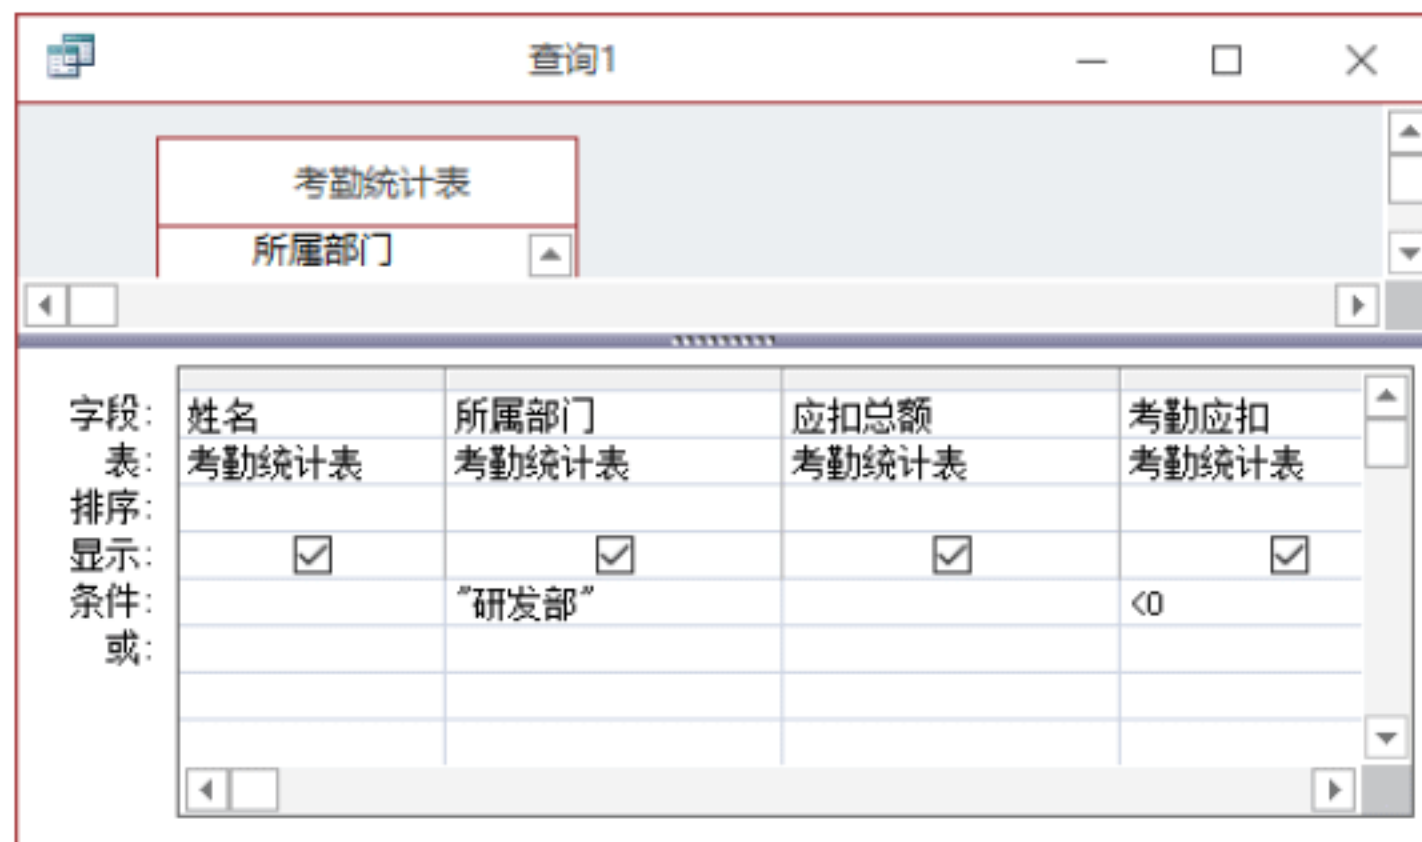 查询1
考勤统计表
所属部门
字段: 姓名 所属部门 应扣总额 考勤应扣
表: 考勤统计表 考勤统计表 考勤统计表 考勤统计表
排序:
显示:
条件: "研发部" <0
或: